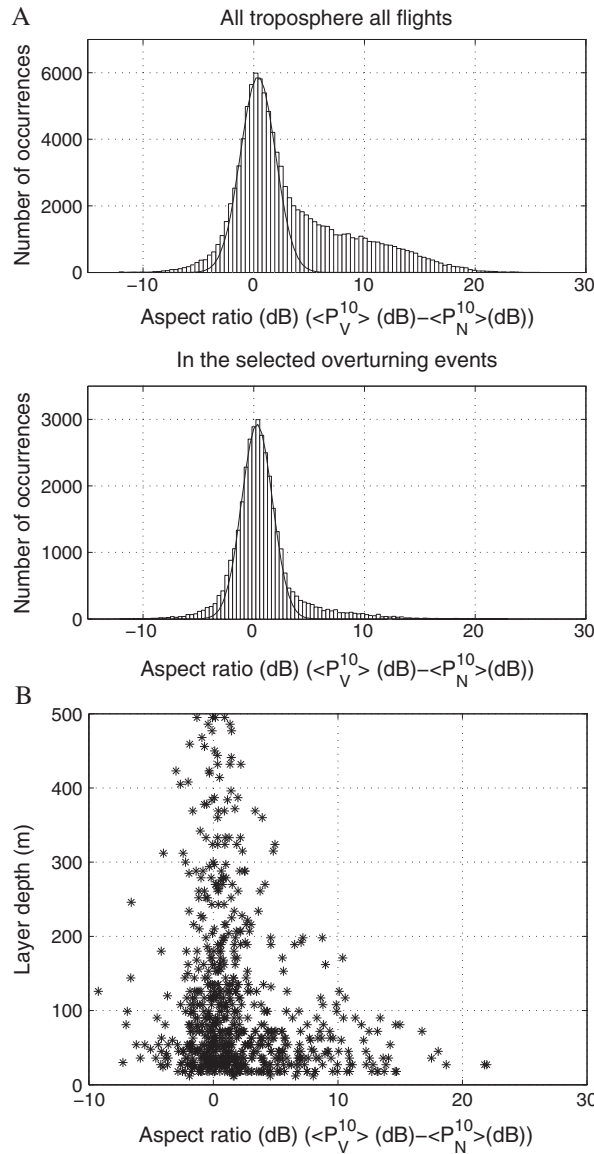 A
All troposphere all flights
Number of occurrences
6000
4000
2000
0
−10 0 10 20 30
Aspect ratio (dB) (<P_V^10> (dB)−<P_N^10>(dB))
In the selected overturning events
Number of occurrences
3000
2000
1000
0
−10 0 10 20 30
Aspect ratio (dB) (<P_V^10> (dB)−<P_N^10>(dB))
B
Layer depth (m)
500
400
300
200
100
0
−10 0 10 20 30
Aspect ratio (dB) (<P_V^10> (dB)−<P_N^10>(dB))